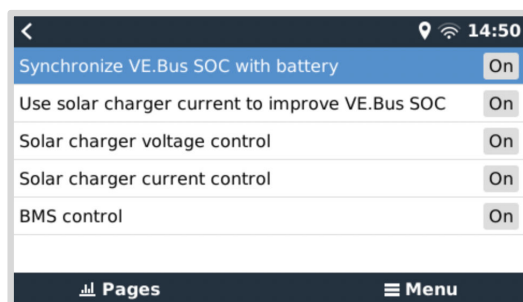 14:50
Synchronize VE.Bus SOC with battery On
Use solar charger current to improve VE.Bus SOC On
Solar charger voltage control On
Solar charger current control On
BMS control On
Pages Menu